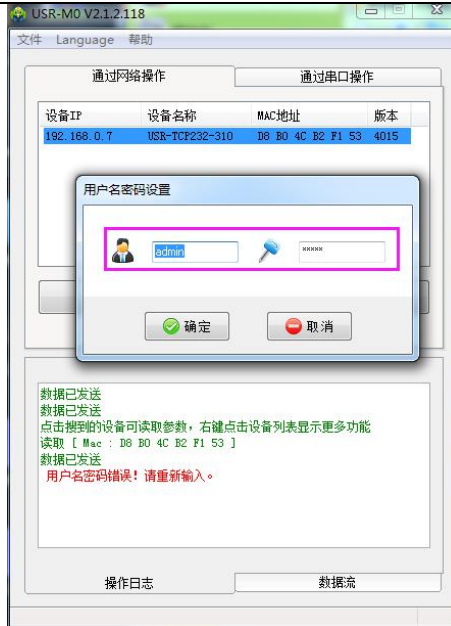 USR-M0 V2.1.2.118
文件 Language 帮助
通过网络操作 通过串口操作
设备IP 设备名称 MAC地址 版本
192.168.0.7 USR-TCP232-310 D8 B0 4C B2 F1 53 4015
用户名密码设置
admin *****
确定 取消
数据已发送
数据已发送
点击搜到的设备可读取参数，右键点击设备列表显示更多功能
读取 [ Mac : D8 B0 4C B2 F1 53 ]
数据已发送
用户名密码错误！请重新输入。
操作日志 数据流